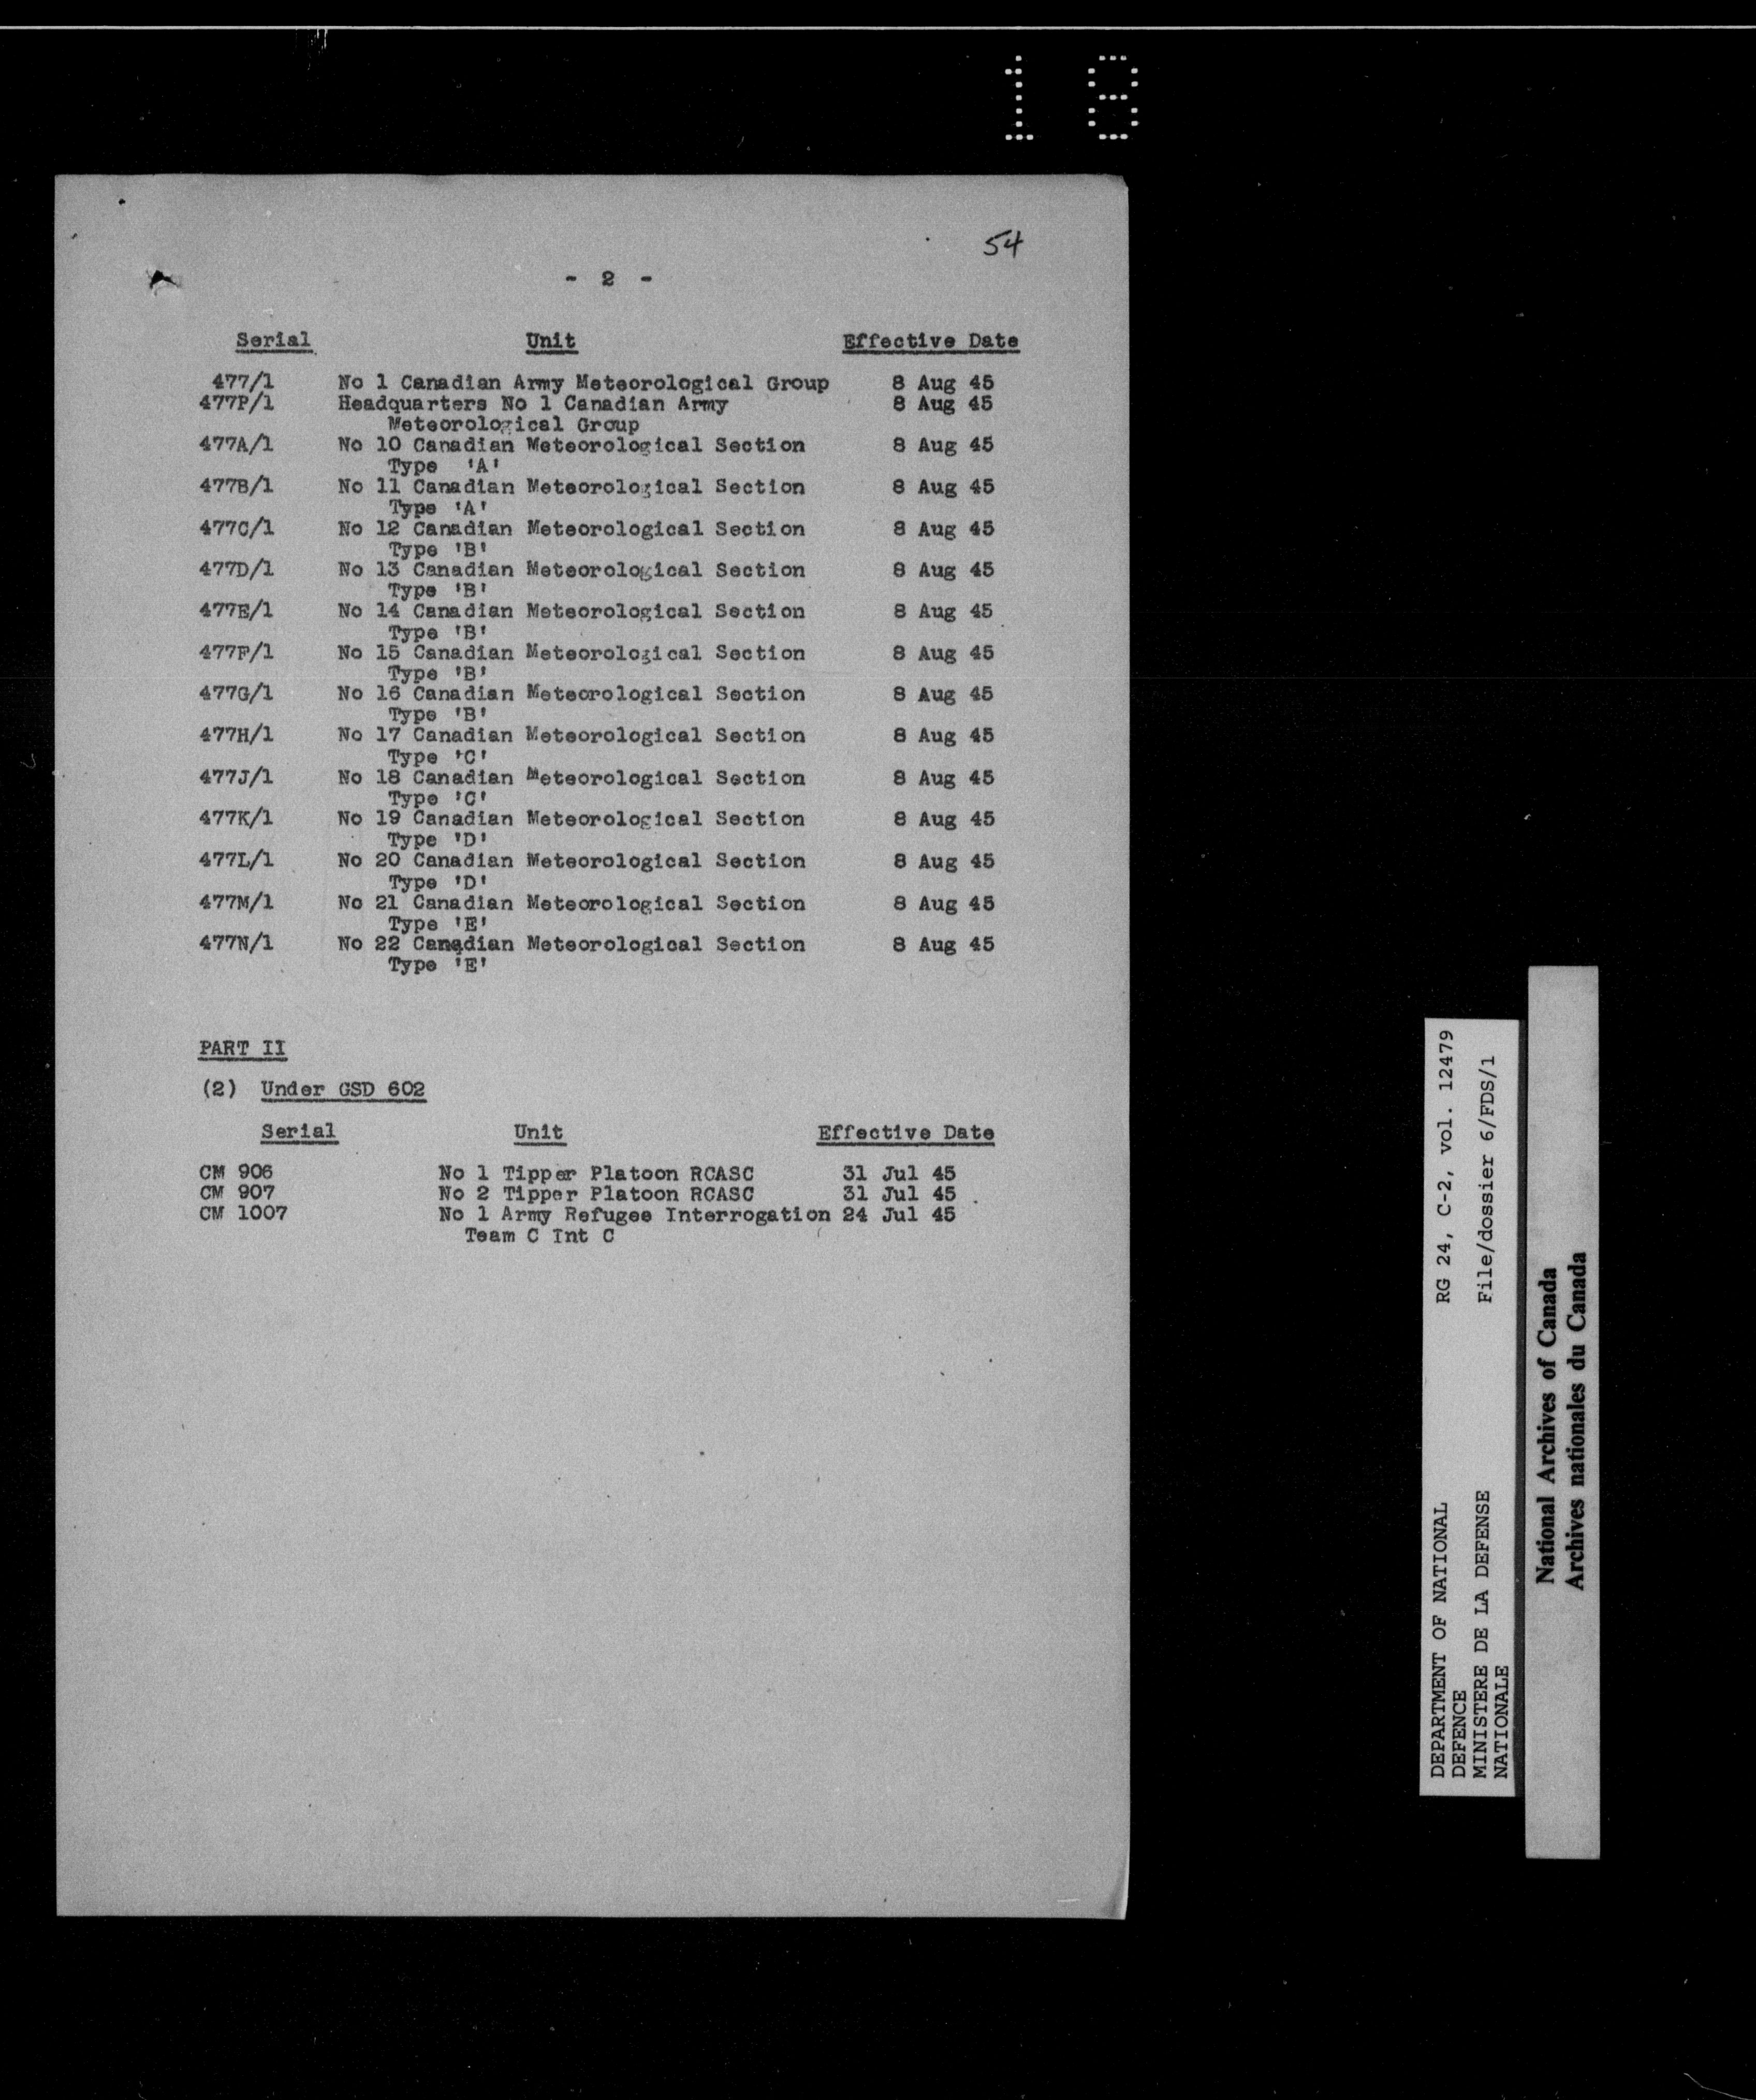 18
54
- 2 -
Serial Unit Effective Date
477/1 No 1 Canadian Army Meteorological Group 8 Aug 45
477P/1 Headquarters No 1 Canadian Army 8 Aug 45
Meteorological Group
477A/1 No 10 Canadian Meteorological Section 8 Aug 45
Type 'A'
477B/1 No 11 Canadian Meteorological Section 8 Aug 45
Type 'A'
477C/1 No 12 Canadian Meteorological Section 8 Aug 45
Type 'B'
477D/1 No 13 Canadian Meteorological Section 8 Aug 45
Type 'B'
477E/1 No 14 Canadian Meteorological Section 8 Aug 45
Type 'B'
477F/1 No 15 Canadian Meteorological Section 8 Aug 45
Type 'B'
477G/1 No 16 Canadian Meteorological Section 8 Aug 45
Type 'B'
477H/1 No 17 Canadian Meteorological Section 8 Aug 45
Type 'C'
477J/1 No 18 Canadian Meteorological Section 8 Aug 45
Type 'C'
477K/1 No 19 Canadian Meteorological Section 8 Aug 45
Type 'D'
477L/1 No 20 Canadian Meteorological Section 8 Aug 45
Type 'D'
477M/1 No 21 Canadian Meteorological Section 8 Aug 45
Type 'E'
477N/1 No 22 Canadian Meteorological Section 8 Aug 45
Type 'E'
PART II
(2) Under GSD 602
Serial Unit Effective Date
CM 906 No 1 Tipper Platoon RCASC 31 Jul 45
CM 907 No 2 Tipper Platoon RCASC 31 Jul 45
CM 1007 No 1 Army Refugee Interrogation 24 Jul 45
Team C Int C
DEPARTMENT OF NATIONAL RG 24, C-2, vol. 12479
DEFENCE
MINISTERE DE LA DEFENSE File/dossier 6/FDS/1
NATIONALE
National Archives of Canada
Archives nationales du Canada